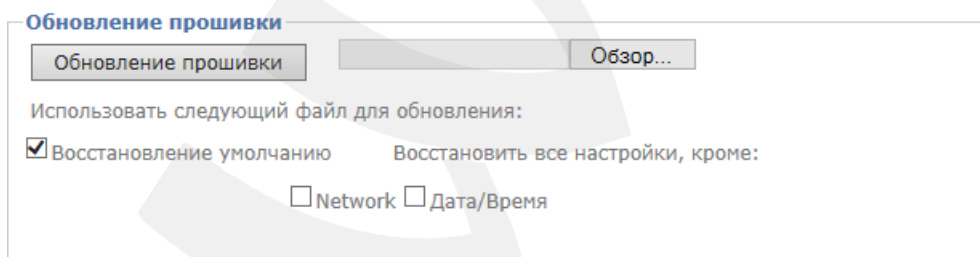 Обновление прошивки
Обновление прошивки Обзор...
Использовать следующий файл для обновления:
Восстановление умолчанию Восстановить все настройки, кроме:
Network Дата/Время